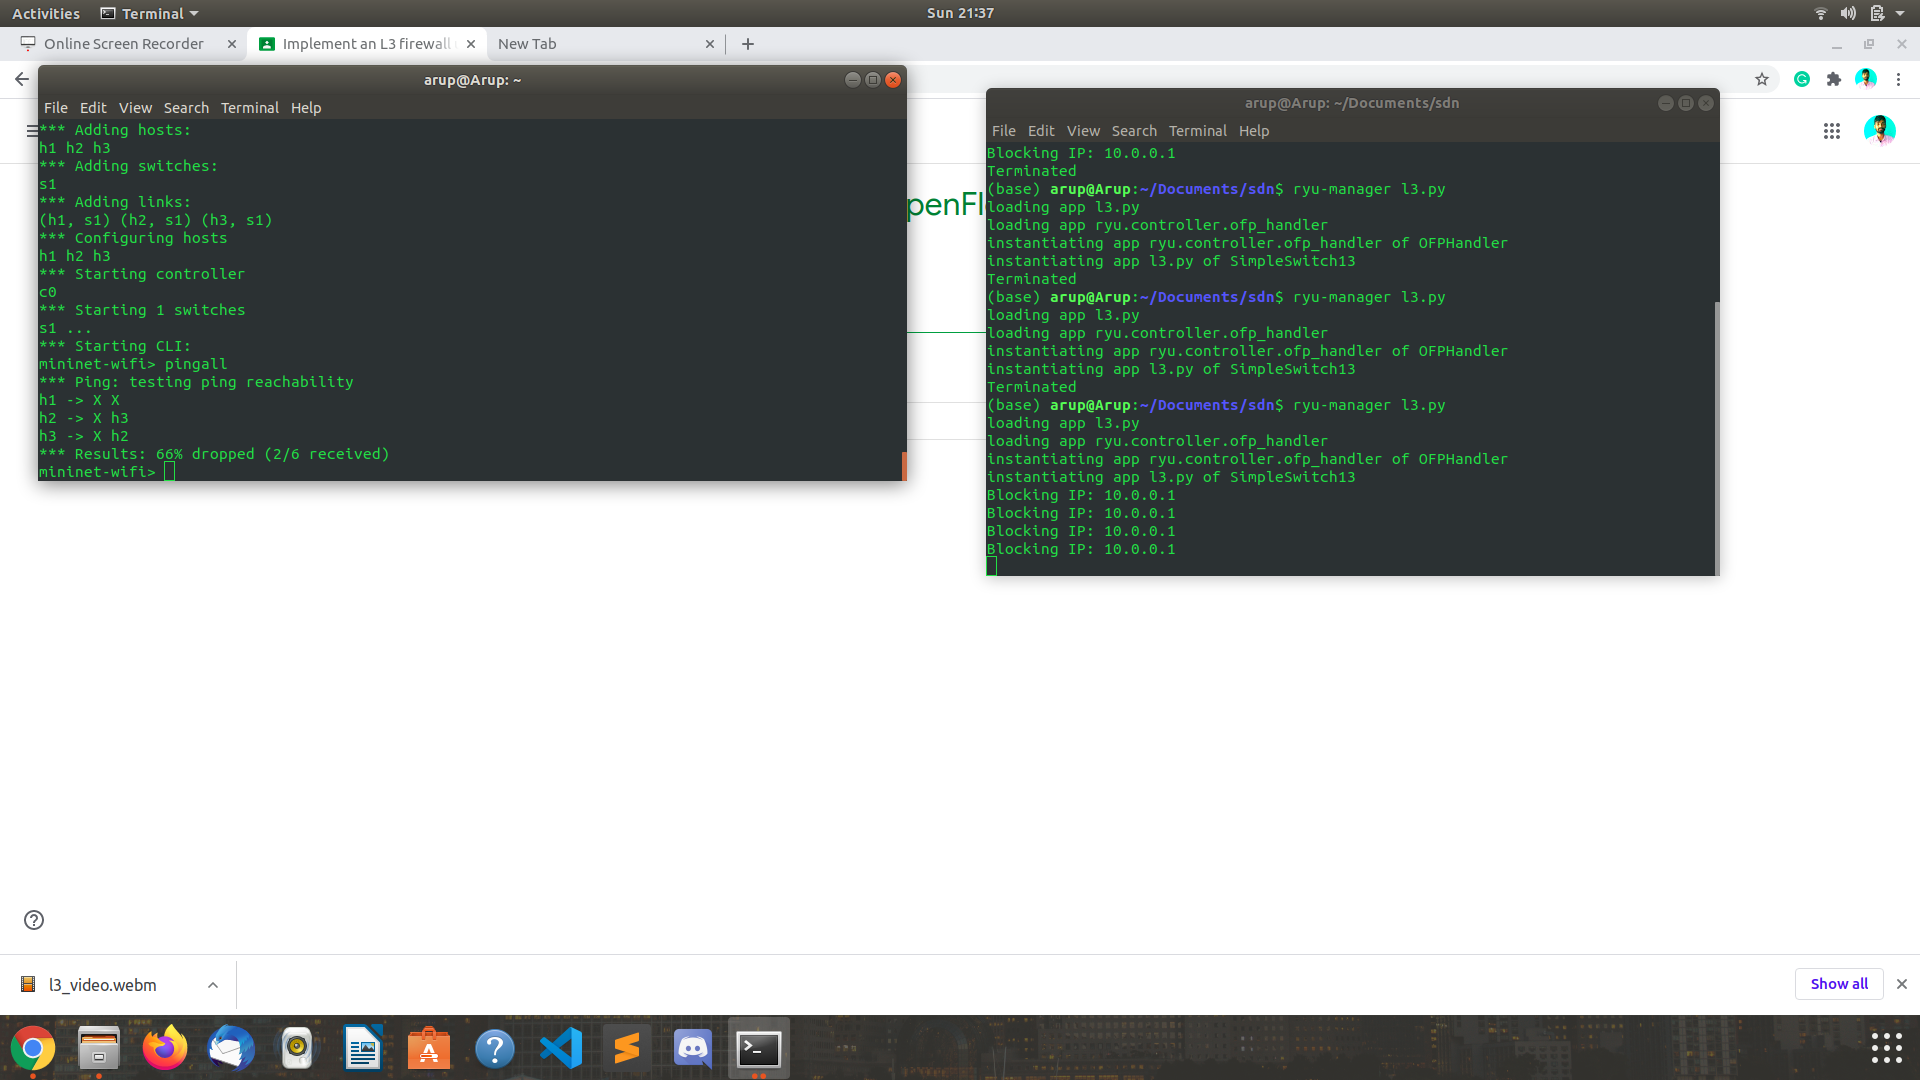 Activities Terminal Sun 21:37
Online Screen Recorder Implement an L3 firewall New Tab
arup@Arup: ~
File Edit View Search Terminal Help
*** Adding hosts:
h1 h2 h3
*** Adding switches:
s1
*** Adding links:
(h1, s1) (h2, s1) (h3, s1)
*** Configuring hosts
h1 h2 h3
*** Starting controller
c0
*** Starting 1 switches
s1 ...
*** Starting CLI:
mininet-wifi> pingall
*** Ping: testing ping reachability
h1 -> X X
h2 -> X h3
h3 -> X h2
*** Results: 66% dropped (2/6 received)
mininet-wifi>
penFl
arup@Arup: ~/Documents/sdn
File Edit View Search Terminal Help
Blocking IP: 10.0.0.1
Terminated
(base) arup@Arup:~/Documents/sdn$ ryu-manager l3.py
loading app l3.py
loading app ryu.controller.ofp_handler
instantiating app ryu.controller.ofp_handler of OFPHandler
instantiating app l3.py of SimpleSwitch13
Terminated
(base) arup@Arup:~/Documents/sdn$ ryu-manager l3.py
loading app l3.py
loading app ryu.controller.ofp_handler
instantiating app ryu.controller.ofp_handler of OFPHandler
instantiating app l3.py of SimpleSwitch13
Terminated
(base) arup@Arup:~/Documents/sdn$ ryu-manager l3.py
loading app l3.py
loading app ryu.controller.ofp_handler
instantiating app ryu.controller.ofp_handler of OFPHandler
instantiating app l3.py of SimpleSwitch13
Blocking IP: 10.0.0.1
Blocking IP: 10.0.0.1
Blocking IP: 10.0.0.1
Blocking IP: 10.0.0.1
l3_video.webm
Show all